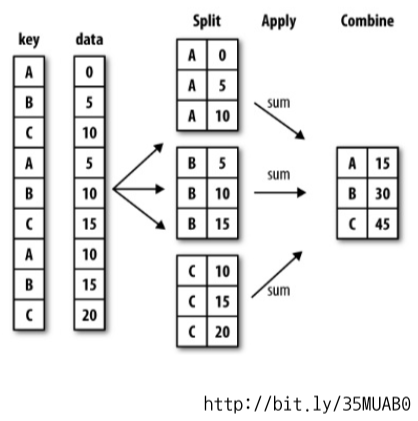 Split Apply Combine
key data
A 0
B 5
C 10
A 5
B 10
C 15
A 10
B 15
C 20
A 0
A 5
A 10
sum
B 5
B 10
B 15
sum
C 10
C 15
C 20
sum
A 15
B 30
C 45
http://bit.ly/35MUAB0